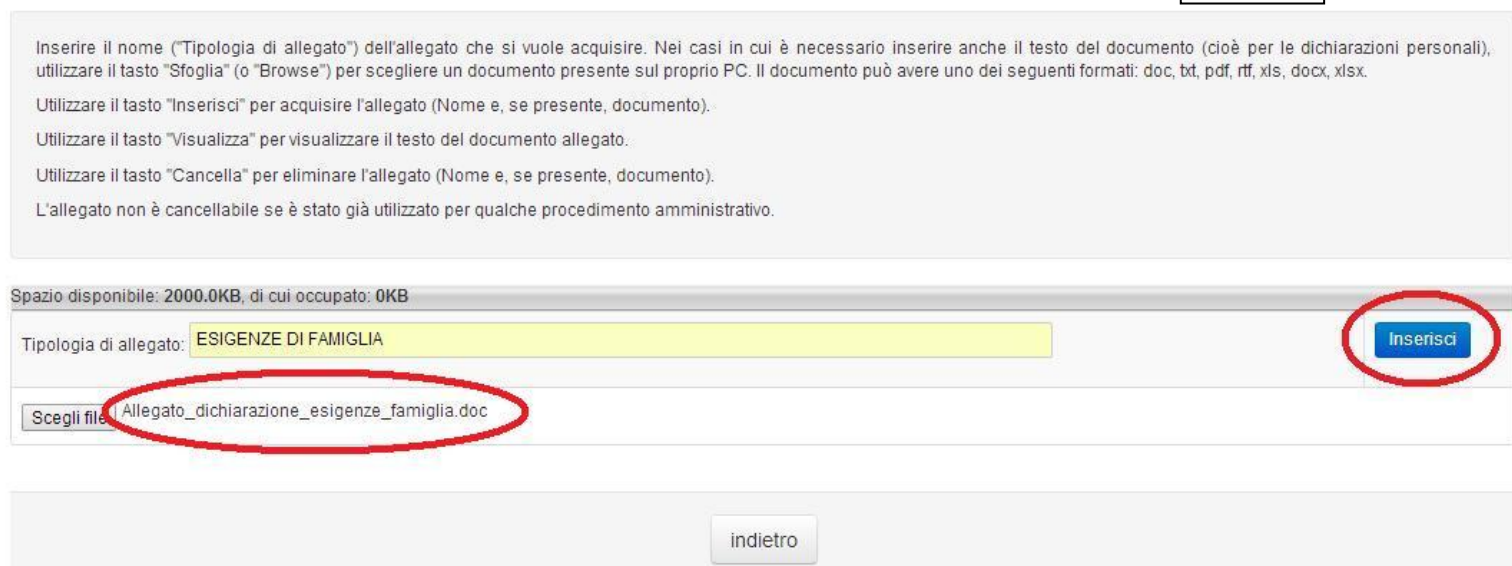 Inserire il nome ("Tipologia di allegato") dell'allegato che si vuole acquisire. Nei casi in cui è necessario inserire anche il testo del documento (cioè per le dichiarazioni personali),
utilizzare il tasto "Sfoglia" (o "Browse") per scegliere un documento presente sul proprio PC. Il documento può avere uno dei seguenti formati: doc, txt, pdf, rtf, xls, docx, xlsx.
Utilizzare il tasto "Inserisci" per acquisire l'allegato (Nome e, se presente, documento).
Utilizzare il tasto "Visualizza" per visualizzare il testo del documento allegato.
Utilizzare il tasto "Cancella" per eliminare l'allegato (Nome e, se presente, documento).
L'allegato non è cancellabile se è stato già utilizzato per qualche procedimento amministrativo.
Spazio disponibile: 2000.0KB, di cui occupato: 0KB
Tipologia di allegato: ESIGENZE DI FAMIGLIA Inserisci
Scegli file Allegato_dichiarazione_esigenze_famiglia.doc
indietro